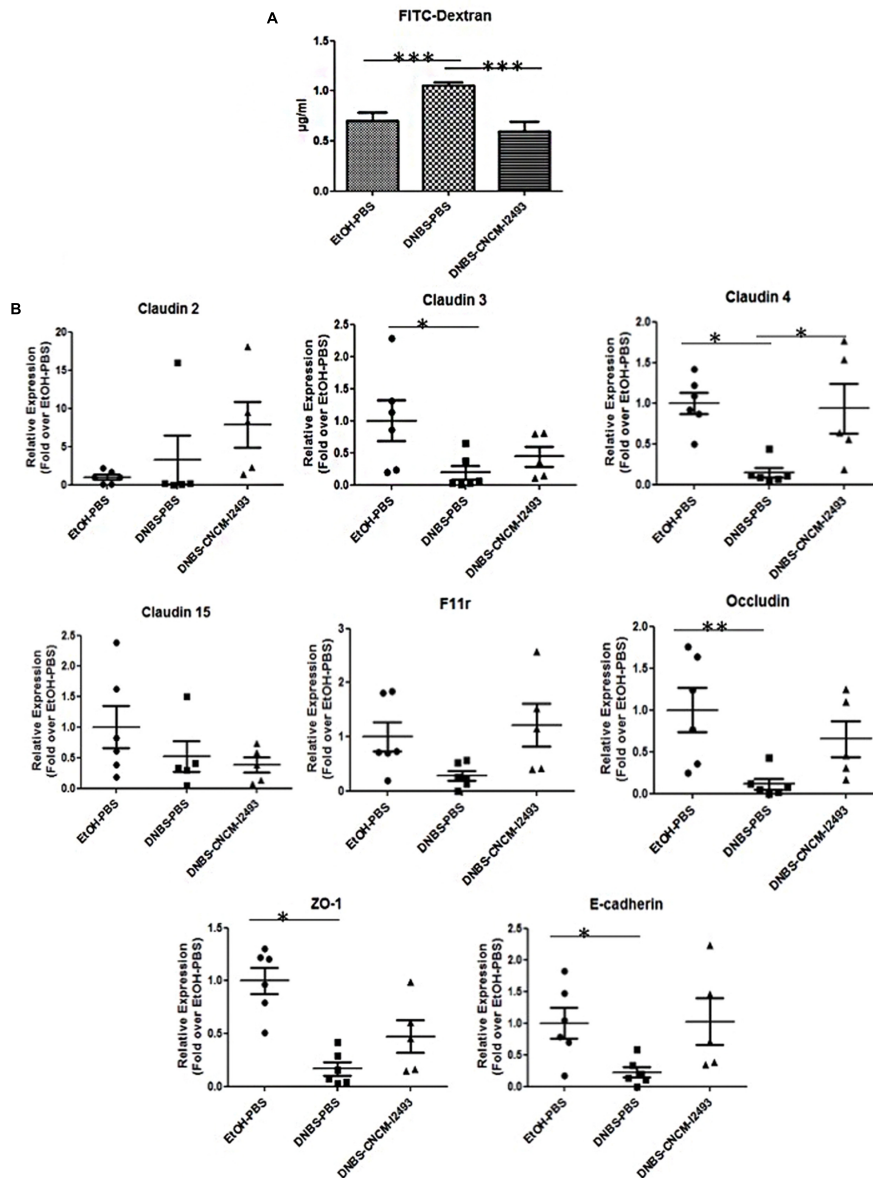 A
FITC-Dextran
***
***
µg/ml
1.5
1.0
0.5
0.0
EtOH-PBS
DNBS-PBS
DNBS-CNCM-I2493
B
Claudin 2
Relative Expression
(Fold over EtOH-PBS)
20
15
10
5
0
EtOH-PBS
DNBS-PBS
DNBS-CNCM-I2493
Claudin 3
Relative Expression
(Fold over EtOH-PBS)
2.5
2.0
1.5
1.0
0.5
0.0
*
EtOH-PBS
DNBS-PBS
DNBS-CNCM-I2493
Claudin 4
Relative Expression
(Fold over EtOH-PBS)
2.0
1.5
1.0
0.5
0.0
*
*
EtOH-PBS
DNBS-PBS
DNBS-CNCM-I2493
Claudin 15
Relative Expression
(Fold over EtOH-PBS)
2.5
2.0
1.5
1.0
0.5
0.0
EtOH-PBS
DNBS-PBS
DNBS-CNCM-I2493
F11r
Relative Expression
(Fold over EtOH-PBS)
3
2
1
0
EtOH-PBS
DNBS-PBS
DNBS-CNCM-I2493
Occludin
Relative Expression
(Fold over EtOH-PBS)
2.0
1.5
1.0
0.5
0.0
**
EtOH-PBS
DNBS-PBS
DNBS-CNCM-I2493
ZO-1
Relative Expression
(Fold over EtOH-PBS)
1.5
1.0
0.5
0.0
*
EtOH-PBS
DNBS-PBS
DNBS-CNCM-I2493
E-cadherin
Relative Expression
(Fold over EtOH-PBS)
2.5
2.0
1.5
1.0
0.5
0.0
*
EtOH-PBS
DNBS-PBS
DNBS-CNCM-I2493